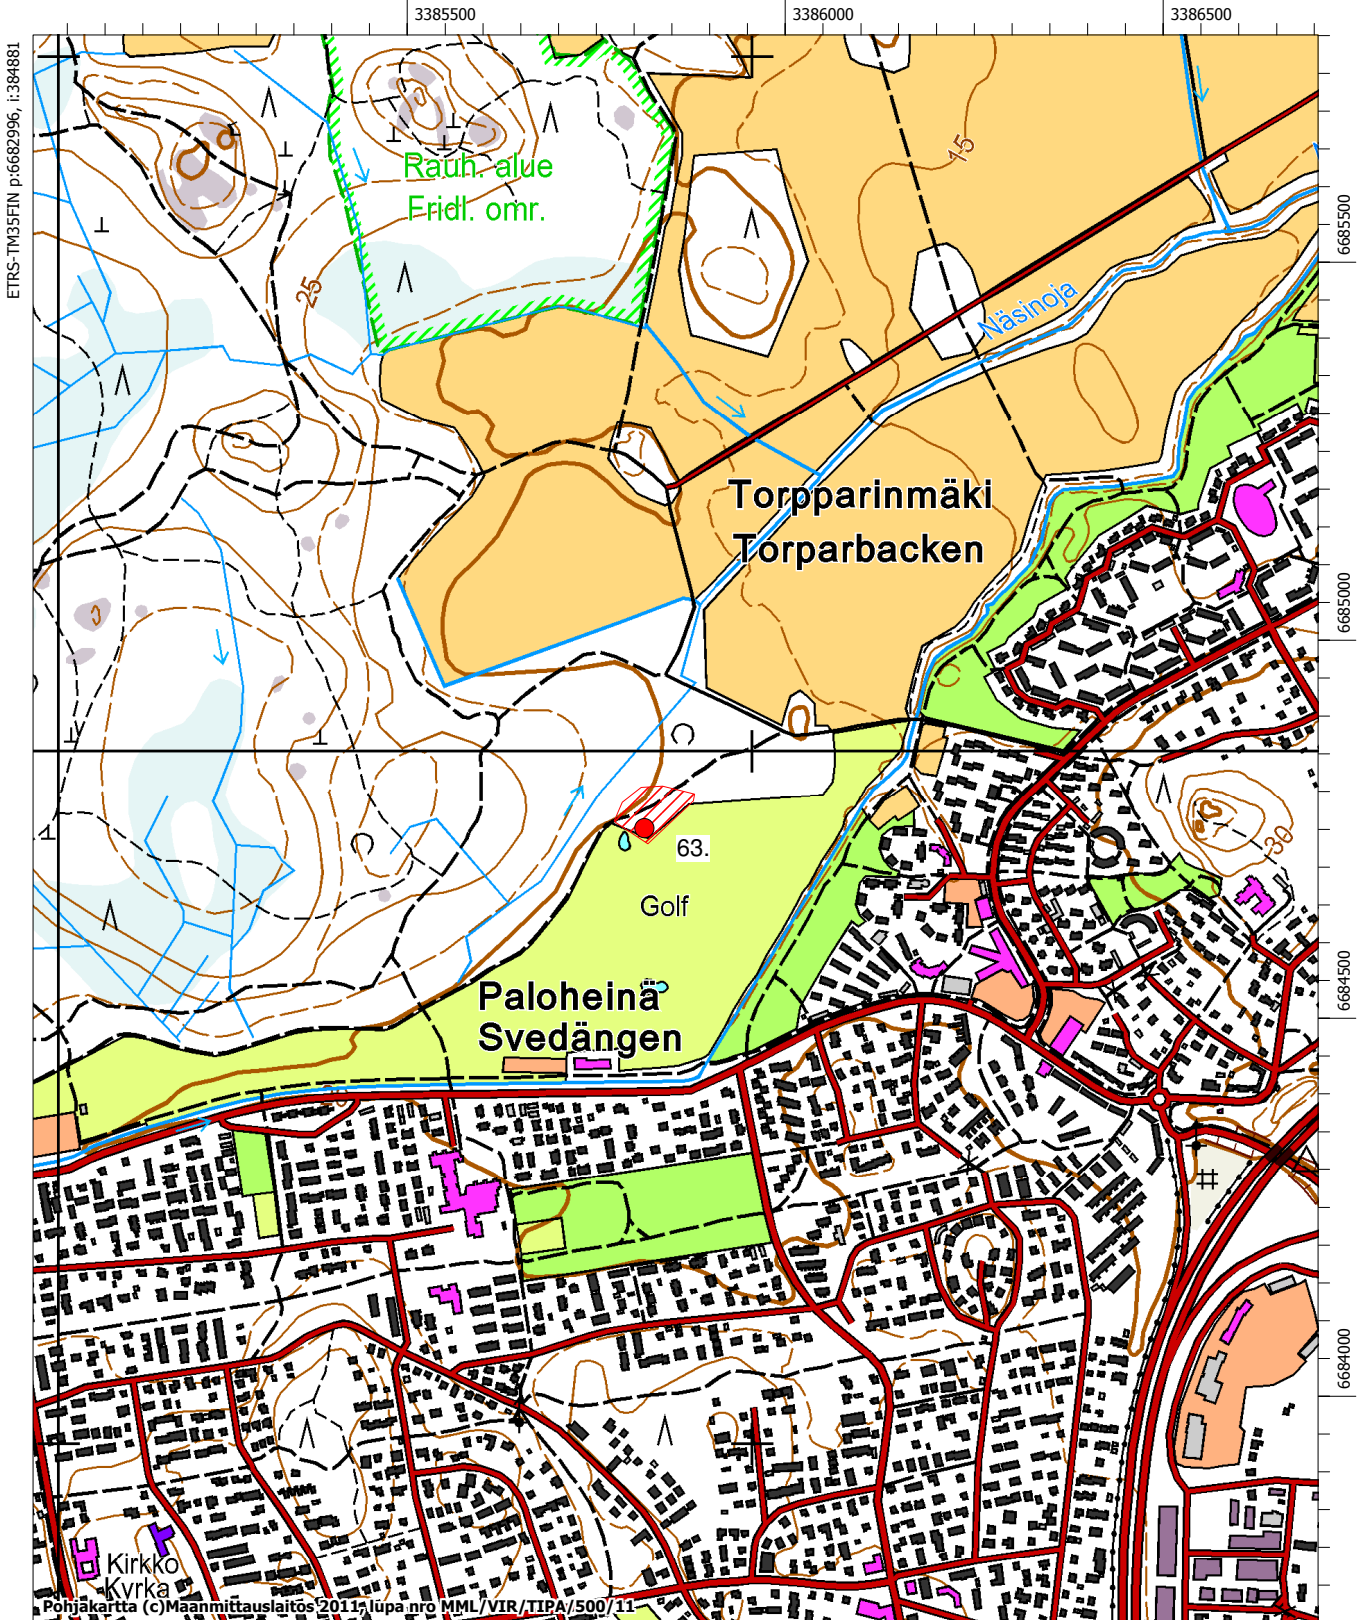 3385500
3386000
3386500
ETRS-TM35FIN p:6682996, i:384881
15
Rauh. alue
Fridl. omr.
6685500
25
Näsinoja
Torpparinmäki
Torparbacken
6685000
63.
30
Golf
Paloheinä
Svedängen
6684500
6684000
Kirkko
Kyrka
Pohjakartta (c)Maanmittauslaitos 2011, lupa nro MML/VIR/TIPA/500/11